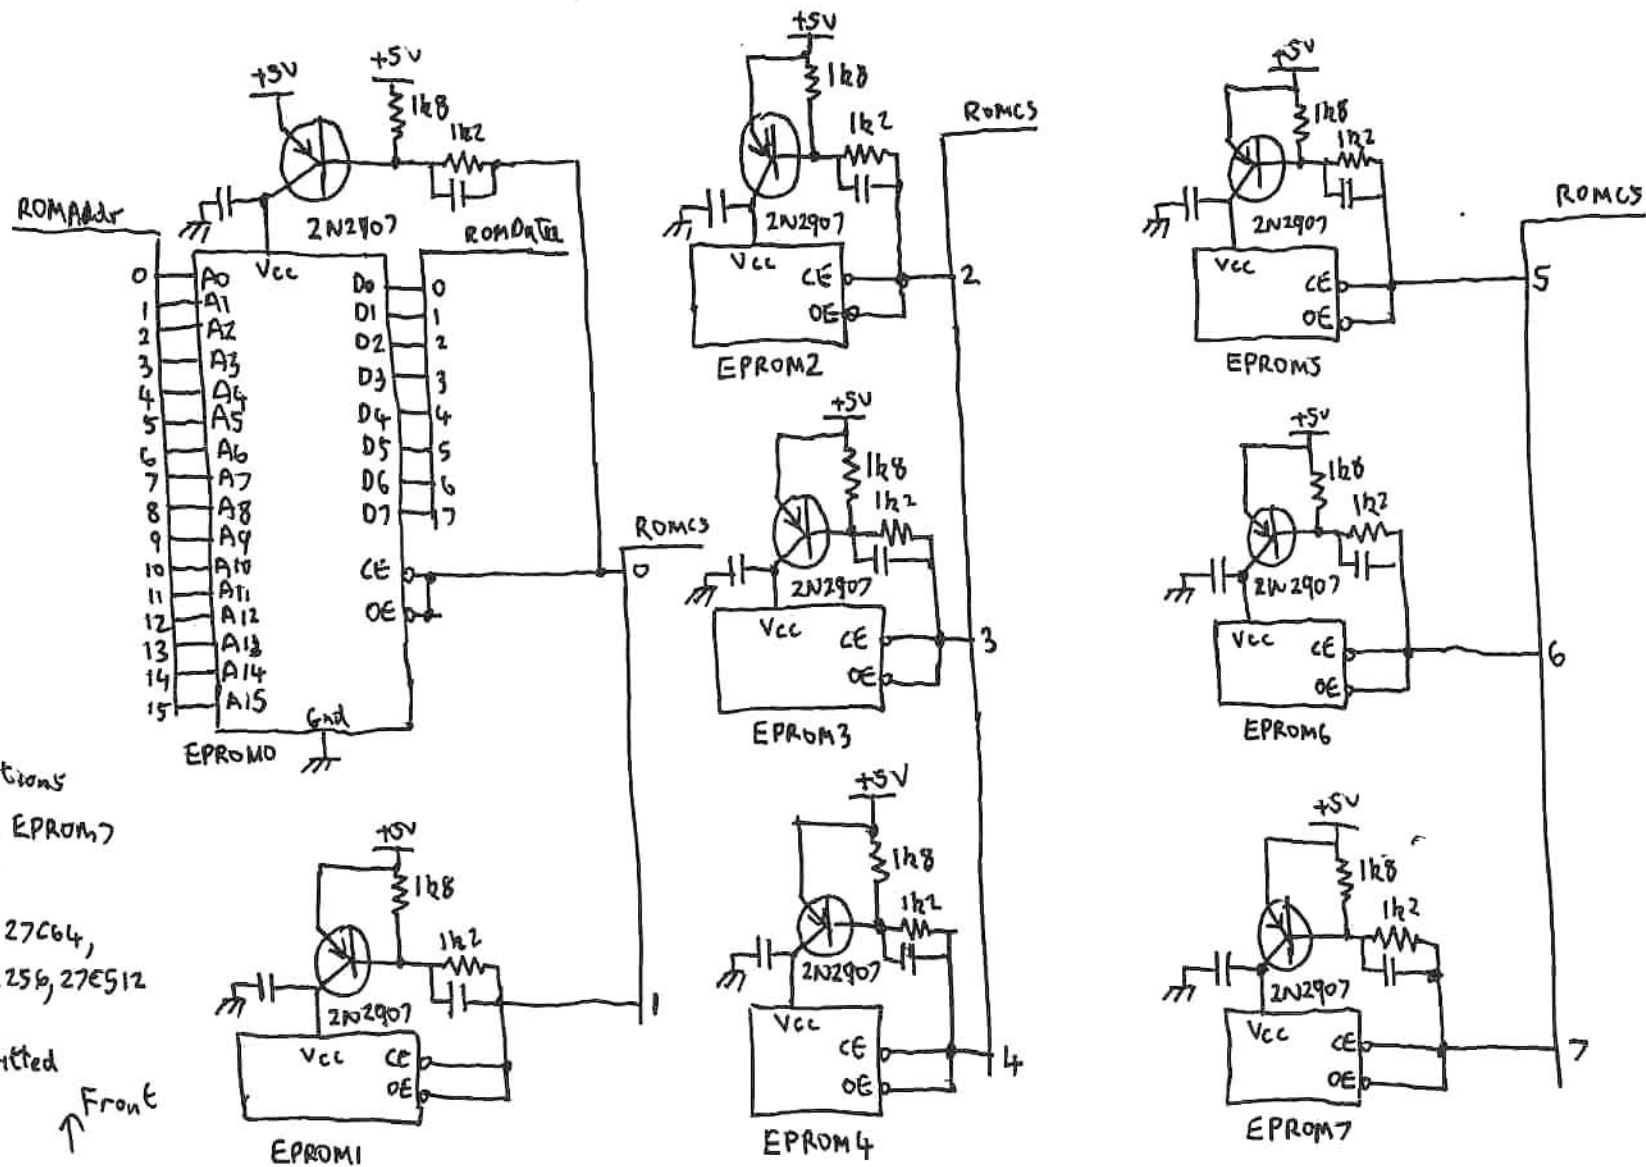 +5V
+5V
1k8
1k2
2N2907
ROMAddr
ROMData
Vcc
0 A0
1 A1
2 A2
3 A3
4 A4
5 A5
6 A6
7 A7
8 A8
9 A9
10 A10
11 A11
12 A12
13 A13
14 A14
15 A15
D0 0
D1 1
D2 2
D3 3
D4 4
D5 5
D6 6
D7 7
CE
OE
Gnd
EPROM0
ROMCS
0
tions
EPROM7
27C64,
256, 27C512
itted
↑ Front
+5V
1k8
1k2
2N2907
Vcc
CE
OE
EPROM1
1
+5V
1k8
1k2
ROMCS
2N2907
Vcc
CE
OE
2
EPROM2
+5V
1k8
1k2
2N2907
Vcc
CE
OE
3
EPROM3
+5V
1k8
1k2
2N2907
Vcc
CE
OE
4
EPROM4
+5V
1k8
1k2
ROMCS
2N2907
Vcc
CE
OE
5
EPROM5
+5V
1k8
1k2
2N2907
Vcc
CE
OE
6
EPROM6
+5V
1k8
1k2
2N2907
Vcc
CE
OE
7
EPROM7